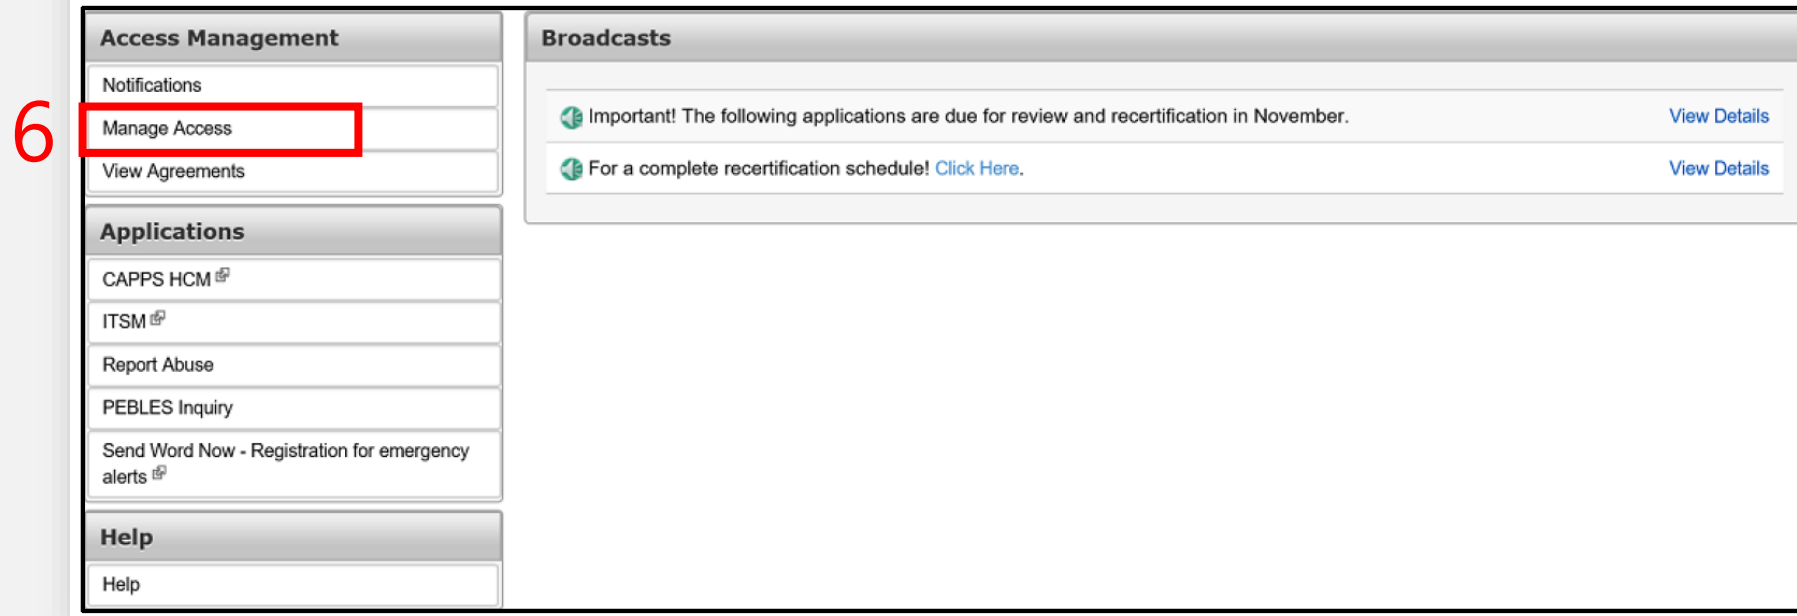 Access Management
Notifications
6
Manage Access
View Agreements
Applications
CAPPS HCM
ITSM
Report Abuse
PEBLES Inquiry
Send Word Now - Registration for emergency
alerts
Help
Help
Broadcasts
Important! The following applications are due for review and recertification in November. View Details
For a complete recertification schedule! Click Here. View Details